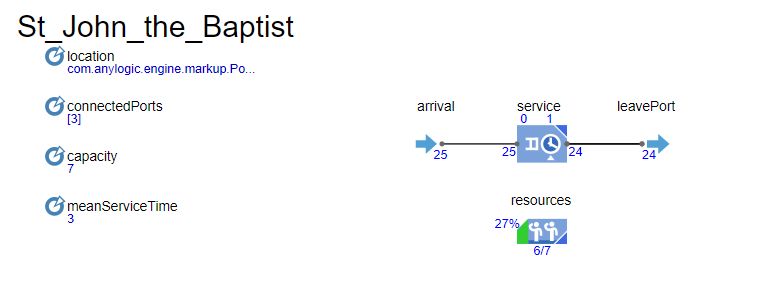 St_John_the_Baptist
location
com.anylogic.engine.markup.Po...
connectedPorts
[3]
capacity
7
meanServiceTime
3
arrival
service
leavePort
0 1
25
25
24
24
resources
27%
6/7